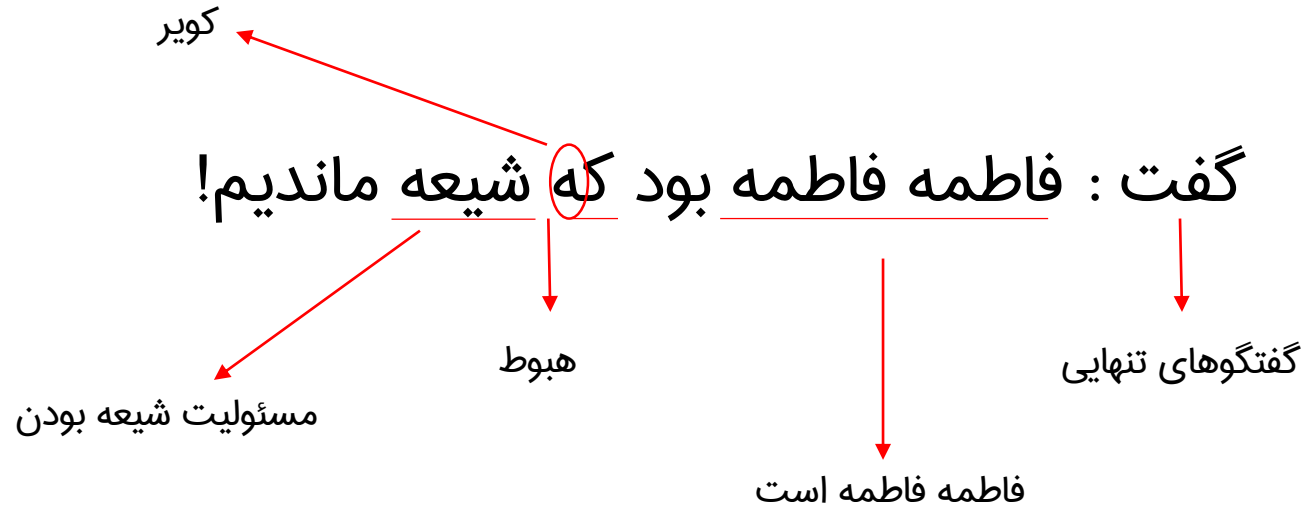 کویر
گفت : فاطمه فاطمه بود که شیعه ماندیم!
گفتگوهای تنهایی
هبوط
مسئولیت شیعه بودن
فاطمه فاطمه است